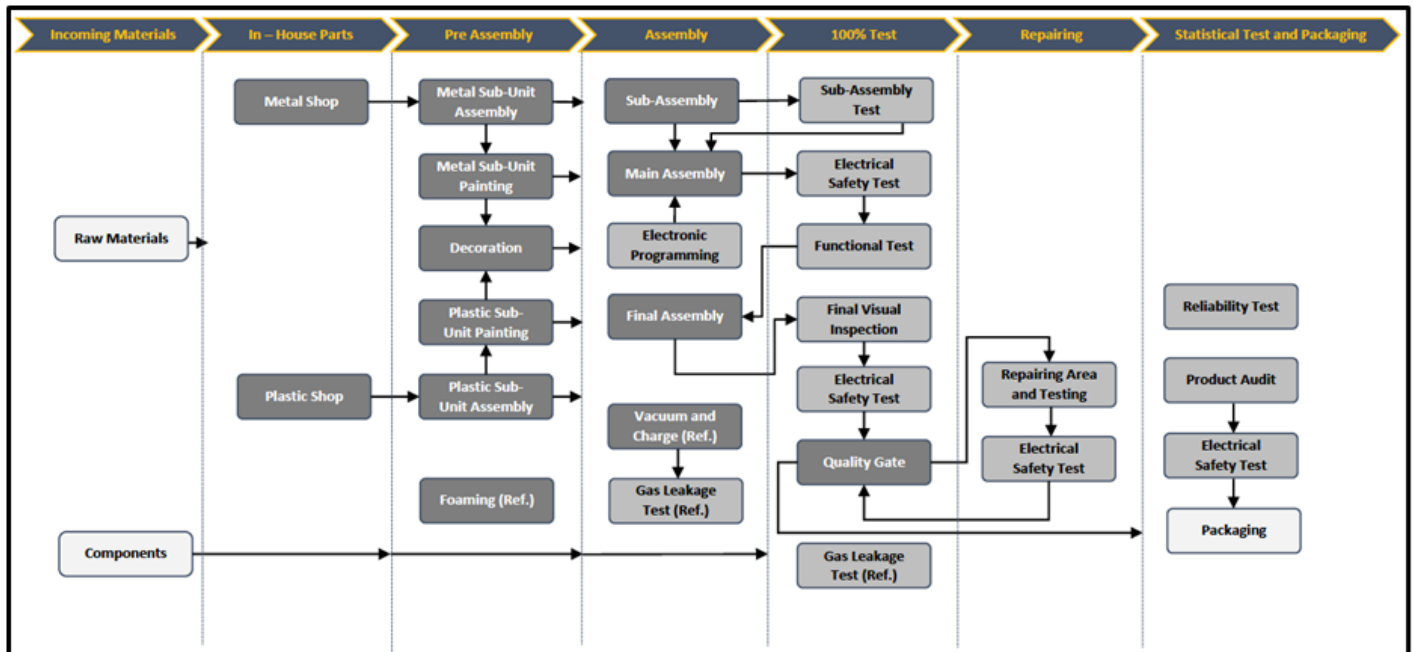 Incoming Materials
In – House Parts
Pre Assembly
Assembly
100% Test
Repairing
Statistical Test and Packaging
Raw Materials
Components
Metal Shop
Plastic Shop
Metal Sub-Unit
Assembly
Metal Sub-Unit
Painting
Decoration
Plastic Sub-
Unit Painting
Plastic Sub-
Unit Assembly
Foaming (Ref.)
Sub-Assembly
Main Assembly
Electronic
Programming
Final Assembly
Vacuum and
Charge (Ref.)
Gas Leakage
Test (Ref.)
Sub-Assembly
Test
Electrical
Safety Test
Functional Test
Final Visual
Inspection
Electrical
Safety Test
Quality Gate
Gas Leakage
Test (Ref.)
Repairing Area
and Testing
Electrical
Safety Test
Reliability Test
Product Audit
Electrical
Safety Test
Packaging